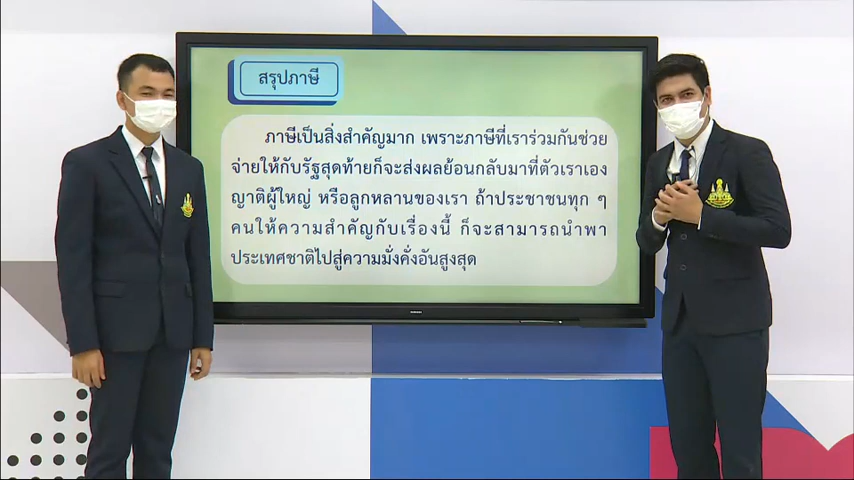 สรุปภาษี
ภาษีเป็นสิ่งสำคัญมาก เพราะภาษีที่เราร่วมกันช่วย
จ่ายให้กับรัฐสุดท้ายก็จะส่งผลย้อนกลับมาที่ตัวเราเอง
ญาติผู้ใหญ่ หรือลูกหลานของเรา ถ้าประชาชนทุก ๆ
คนให้ความสำคัญกับเรื่องนี้ ก็จะสามารถนำพา
ประเทศชาติไปสู่ความมั่งคั่งอันสูงสุด